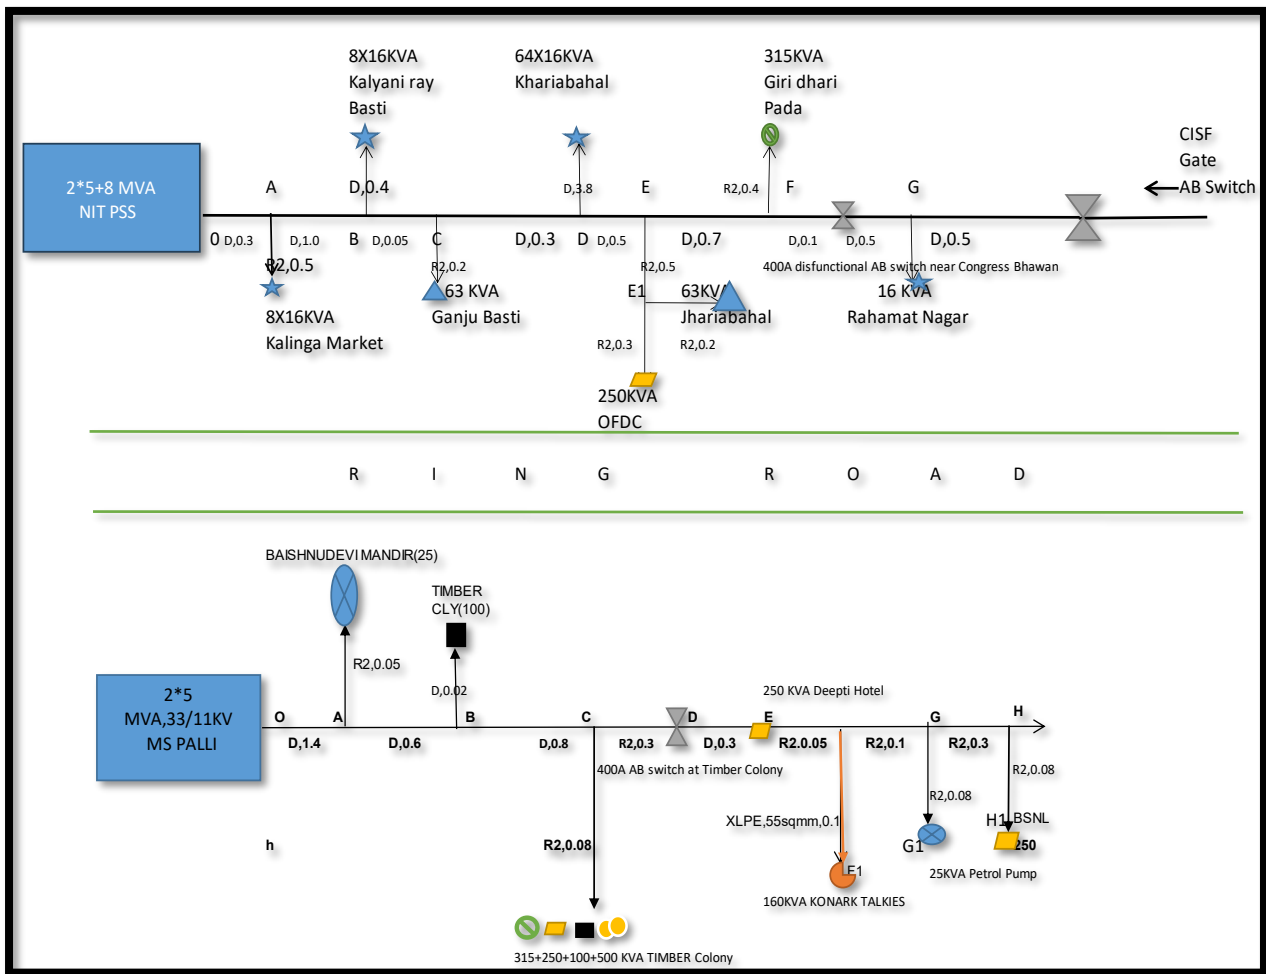 8X16KVA
Kalyani ray
Basti
64X16KVA
Khariabahal
315KVA
Giri dhari
Pada
CISF
Gate
AB Switch
2*5+8 MVA
NIT PSS
A
D,0.4
D,3.8
E
R2,0.4
F
G
0 D,0.3
D,1.0
B
D,0.05
C
D,0.3
D
D,0.5
D,0.7
D,0.1
D,0.5
D,0.5
R2,0.5
R2,0.2
R2,0.5
400A disfunctional AB switch near Congress Bhawan
8X16KVA
Kalinga Market
63 KVA
Ganju Basti
E1
63KVA
Jhariabahal
16 KVA
Rahamat Nagar
R2,0.3
R2,0.2
250KVA
OFDC
R I N G R O A D
BAISHNUDEVI MANDIR(25)
TIMBER
CLY(100)
R2,0.05
D,0.02
2*5
MVA,33/11KV
MS PALLI
250 KVA Deepti Hotel
O
A
B
C
D
E
G
H
D,1.4
D,0.6
D,0.8
R2,0.3
D,0.3
R2.0.05
R2,0.1
R2,0.3
400A AB switch at Timber Colony
R2,0.08
R2,0.08
XLPE,55sqmm,0.1
H1
BSNL
h
R2,0.08
G1
250
25KVA Petrol Pump
F1
160KVA KONARK TALKIES
315+250+100+500 KVA TIMBER Colony